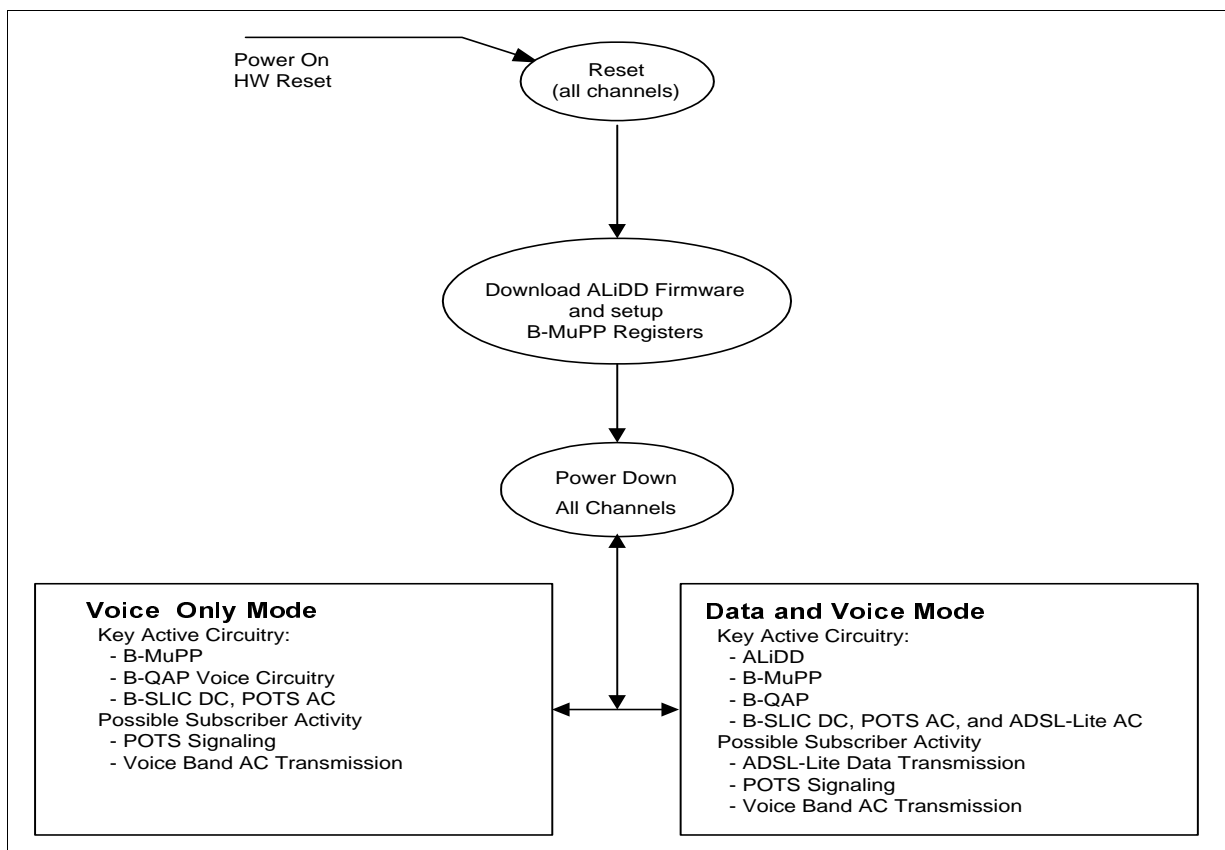 Power On
HW Reset
Reset
(all channels)
Download ALiDD Firmware
and setup
B-MuPP Registers
Power Down
All Channels
Voice Only Mode
Key Active Circuitry:
- B-MuPP
- B-QAP Voice Circuitry
- B-SLIC DC, POTS AC
Possible Subscriber Activity
- POTS Signaling
- Voice Band AC Transmission
Data and Voice Mode
Key Active Circuitry:
- ALiDD
- B-MuPP
- B-QAP
- B-SLIC DC, POTS AC, and ADSL-Lite AC
Possible Subscriber Activity
- ADSL-Lite Data Transmission
- POTS Signaling
- Voice Band AC Transmission